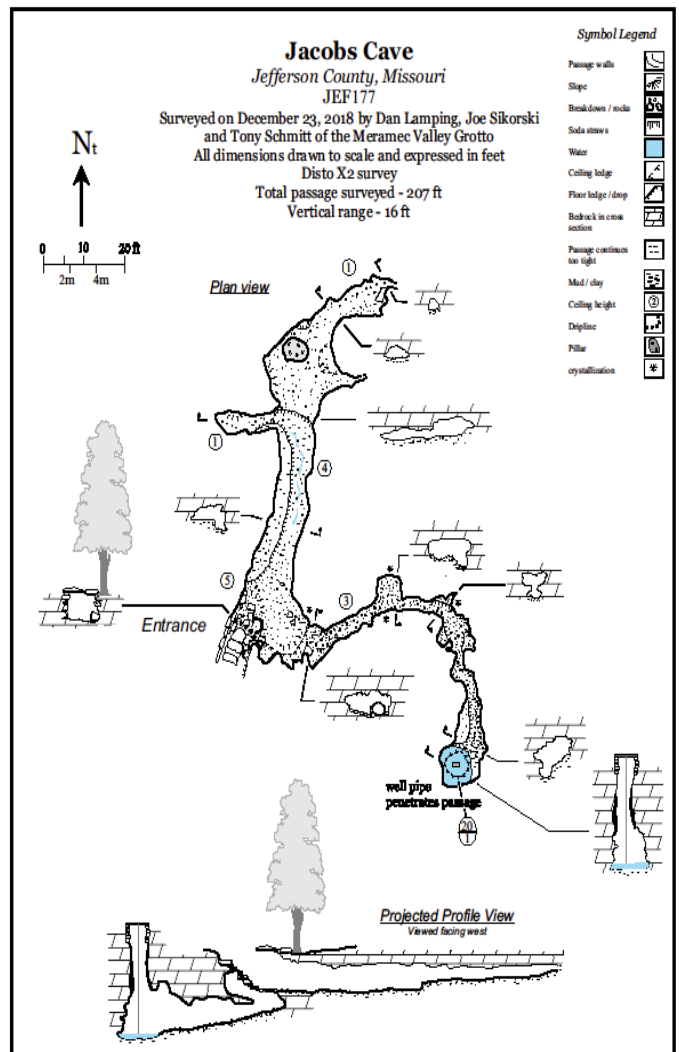 Jacobs Cave
Jefferson County, Missouri
JEF177
Surveyed on December 23, 2018 by Dan Lamping, Joe Sikorski
and Tony Schmitt of the Meramec Valley Grotto
All dimensions drawn to scale and expressed in feet
Disto X2 survey
Total passage surveyed - 207 ft
Vertical range - 16 ft
Symbol Legend
Passage walls
Slope
Breakdown / rocks
Soda straws
Water
Ceiling ledge
Floor ledge / drop
Bedrock in cross
section
Passage continues
too tight
Mud / clay
Ceiling height
2
Dripline
Pillar
crystallization
*
Nt
0 10 20 ft
2m 4m
Plan view
1
1
4
5
3
Entrance
well pipe
penetrates passage
20
1
Projected Profile View
Viewed facing west